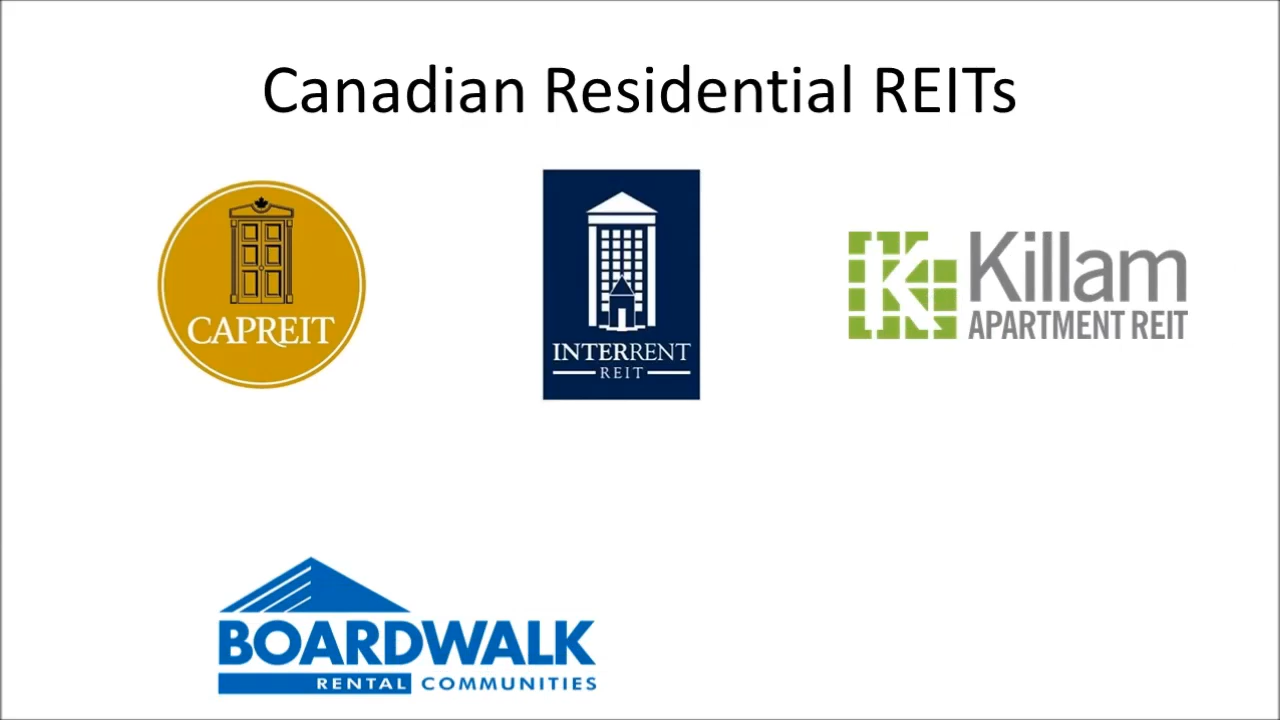 Canadian Residential REITs
CAPREIT
INTERRENT
REIT
K Killam
APARTMENT REIT
BOARDWALK
RENTAL COMMUNITIES